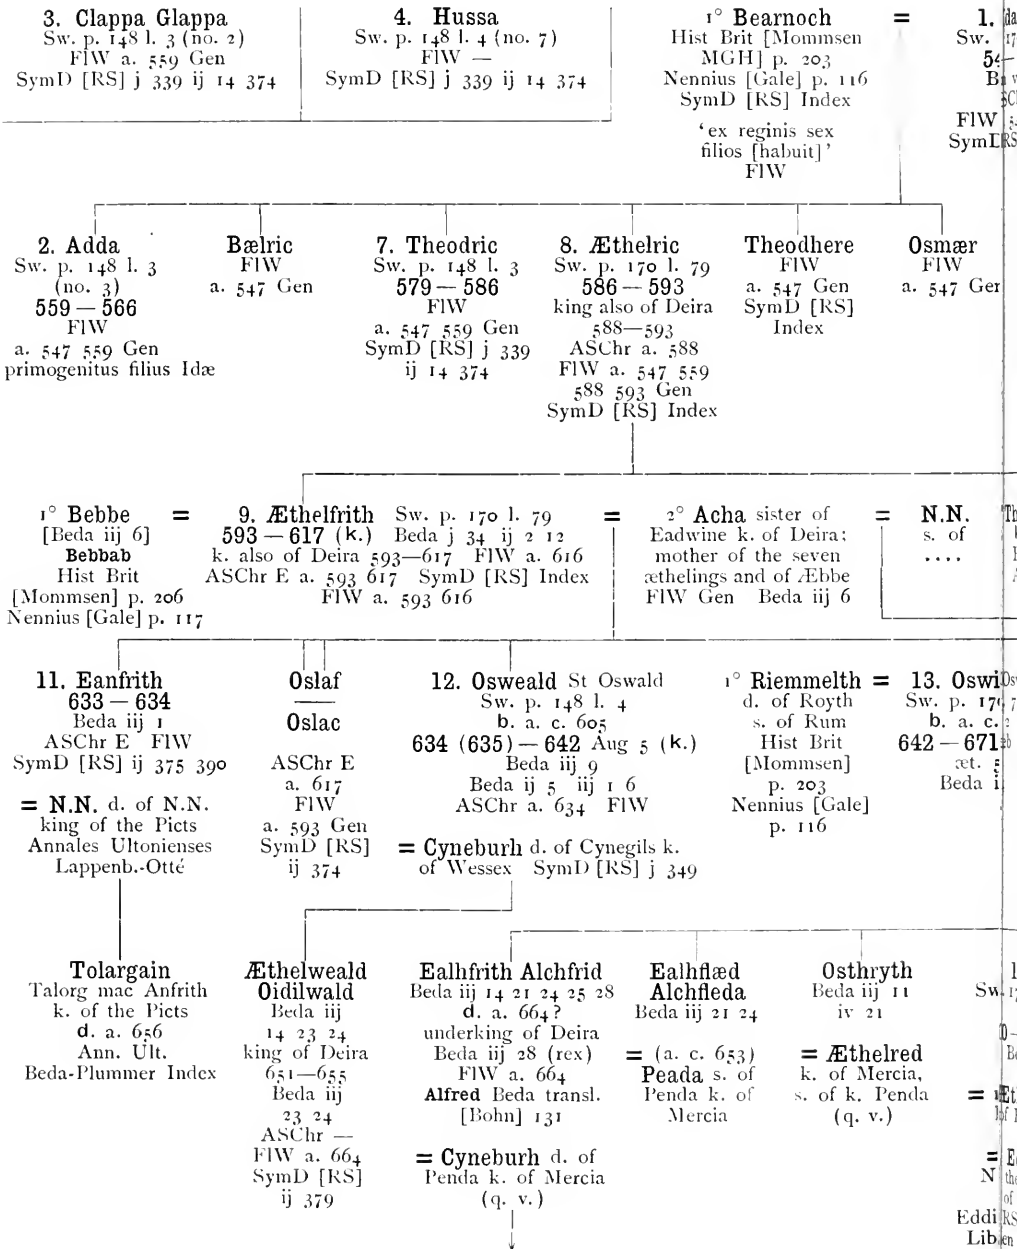 3. Clappa Glappa
Sw. p. 148 l. 3 (no. 2)
FlW a. 559 Gen
SymD [RS] j 339 ij 14 374
4. Hussa
Sw. p. 148 l. 4 (no. 7)
FlW —
SymD [RS] j 339 ij 14 374
1° Bearnoch =
Hist Brit [Mommsen
MGH] p. 203
Nennius [Gale] p. 116
SymD [RS] Index
‘ex reginis sex
filios [habuit]’
FlW
1.
Sw.
FlW
SymD
2. Adda
Sw. p. 148 l. 3
(no. 3)
559 – 566
FlW
a. 547 559 Gen
primogenitus filius Idæ
Bælric
FlW
a. 547 Gen
7. Theodric
Sw. p. 148 l. 3
579 – 586
FlW
a. 547 559 Gen
SymD [RS] j 339
ij 14 374
8. Æthelric
Sw. p. 170 l. 79
586 – 593
king also of Deira
588—593
ASChr a. 588
FlW a. 547 559
588 593 Gen
SymD [RS] Index
Theodhere
FlW
a. 547 Gen
SymD [RS]
Index
Osmær
FlW
a. 547 Ger
1° Bebbe =
[Beda iij 6]
Bebbab
Hist Brit
[Mommsen] p. 206
Nennius [Gale] p. 117
9. Æthelfrith Sw. p. 170 l. 79 =
593 – 617 (k.) Beda j 34 ij 2 12
k. also of Deira 593—617 FlW a. 616
ASChr E a. 593 617 SymD [RS] Index
FlW a. 593 616
2° Acha sister of =
Eadwine k. of Deira;
mother of the seven
æthelings and of Æbbe
FlW Gen Beda iij 6
N.N.
s. of
....
11. Eanfrith
633 – 634
Beda iij 1
ASChr E FlW
SymD [RS] ij 375 390
= N.N. d. of N.N.
king of the Picts
Annales Ultonienses
Lappenb.-Otté
Oslaf
Oslac
ASChr E
a. 617
FlW
a. 593 Gen
SymD [RS]
ij 374
12. Osweald St Oswald
Sw. p. 148 l. 4
b. a. c. 605
634 (635) – 642 Aug 5 (k.)
Beda iij 9
Beda ij 5 iij 1 6
ASChr a. 634 FlW
= Cyneburh d. of Cynegils k.
of Wessex SymD [RS] j 349
1° Riemmelth =
d. of Royth
s. of Rum
Hist Brit
[Mommsen]
p. 203
Nennius [Gale]
p. 116
13. Oswi
Sw. p. 17
b. a. c.
642 – 671
æt.
Beda
Tolargain
Talorg mac Anfrith
k. of the Picts
d. a. 656
Ann. Ult.
Beda-Plummer Index
Æthelweald
Oidilwald
Beda iij
14 23 24
king of Deira
651—655
Beda iij
23 24
ASChr —
FlW a. 664
SymD [RS]
ij 379
Ealhfrith Alchfrid
Beda iij 14 21 24 25 28
d. a. 664?
underking of Deira
Beda iij 28 (rex)
FlW a. 664
Alfred Beda transl.
[Bohn] 131
= Cyneburh d. of
Penda k. of Mercia
(q. v.)
Ealhflæd
Alchfleda
Beda iij 21 24
= (a. c. 653)
Peada s. of
Penda k. of
Mercia
Osthryth
Beda iij 11
iv 21
= Æthelred
k. of Mercia,
s. of k. Penda
(q. v.)
Sw.
=
=
N
Eddi
Lib